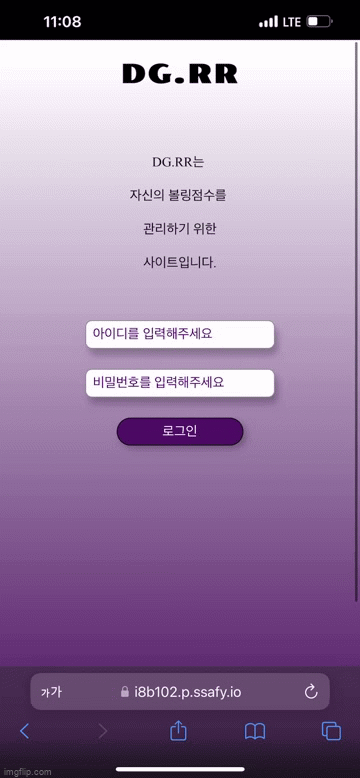 11:08
LTE
DG.RR
DG.RR는
자신의 볼링점수를
관리하기 위한
사이트입니다.
아이디를 입력해주세요
비밀번호를 입력해주세요
로그인
가가
i8b102.p.ssafy.io
imgflip.com